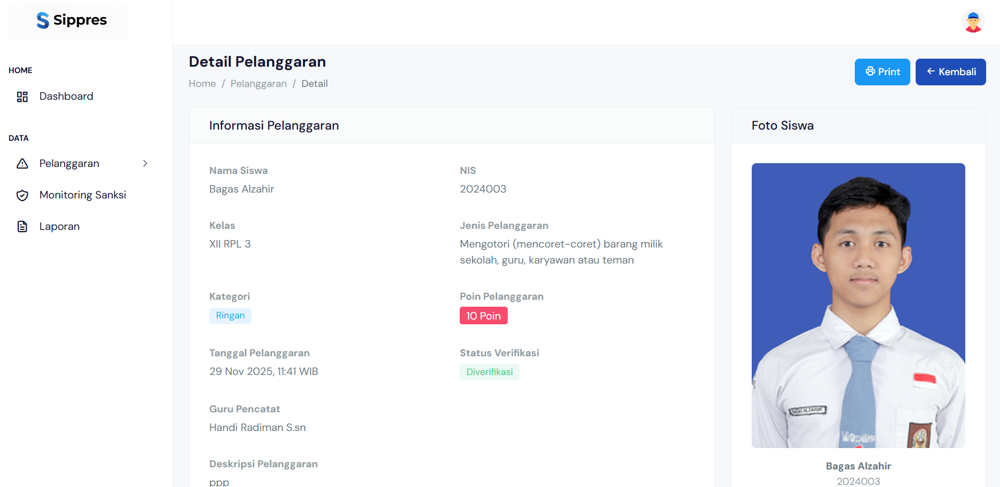 Sippres
HOME
Dashboard
DATA
Pelanggaran
Monitoring Sanksi
Laporan
Detail Pelanggaran
Home / Pelanggaran / Detail
Print
← Kembali
Informasi Pelanggaran
Nama Siswa
Bagas Alzahir
NIS
2024003
Kelas
XII RPL 3
Jenis Pelanggaran
Mengotori (mencoret-coret) barang milik
sekolah, guru, karyawan atau teman
Kategori
Ringan
Poin Pelanggaran
10 Poin
Tanggal Pelanggaran
29 Nov 2025, 11:41 WIB
Status Verifikasi
Diverifikasi
Guru Pencatat
Handi Radiman S.sn
Deskripsi Pelanggaran
ppp
Foto Siswa
BAGAS ALZAHIR
Bagas Alzahir
2024003